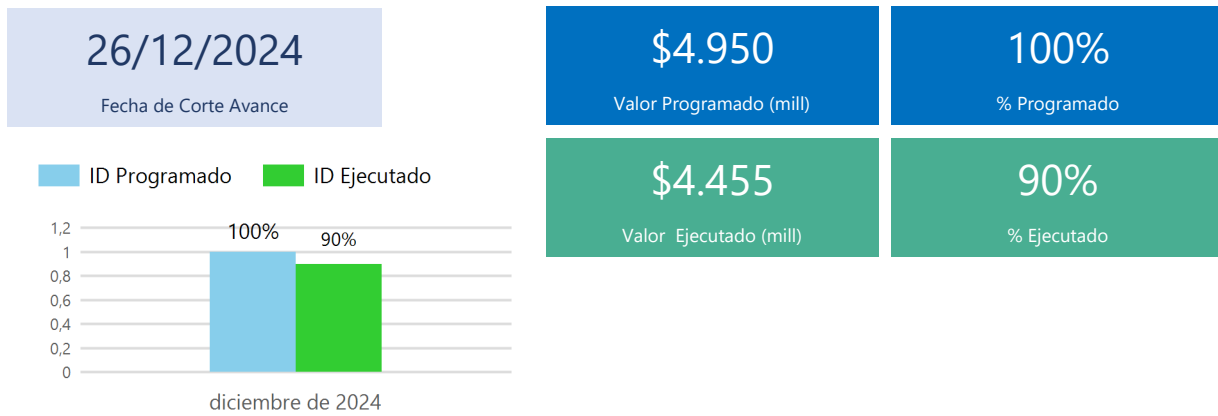 26/12/2024
Fecha de Corte Avance
$4.950
Valor Programado (mill)
100%
% Programado
$4.455
Valor  Ejecutado (mill)
90%
% Ejecutado
ID Programado
ID Ejecutado
1,2
1
0,8
0,6
0,4
0,2
0
100%
90%
diciembre de 2024